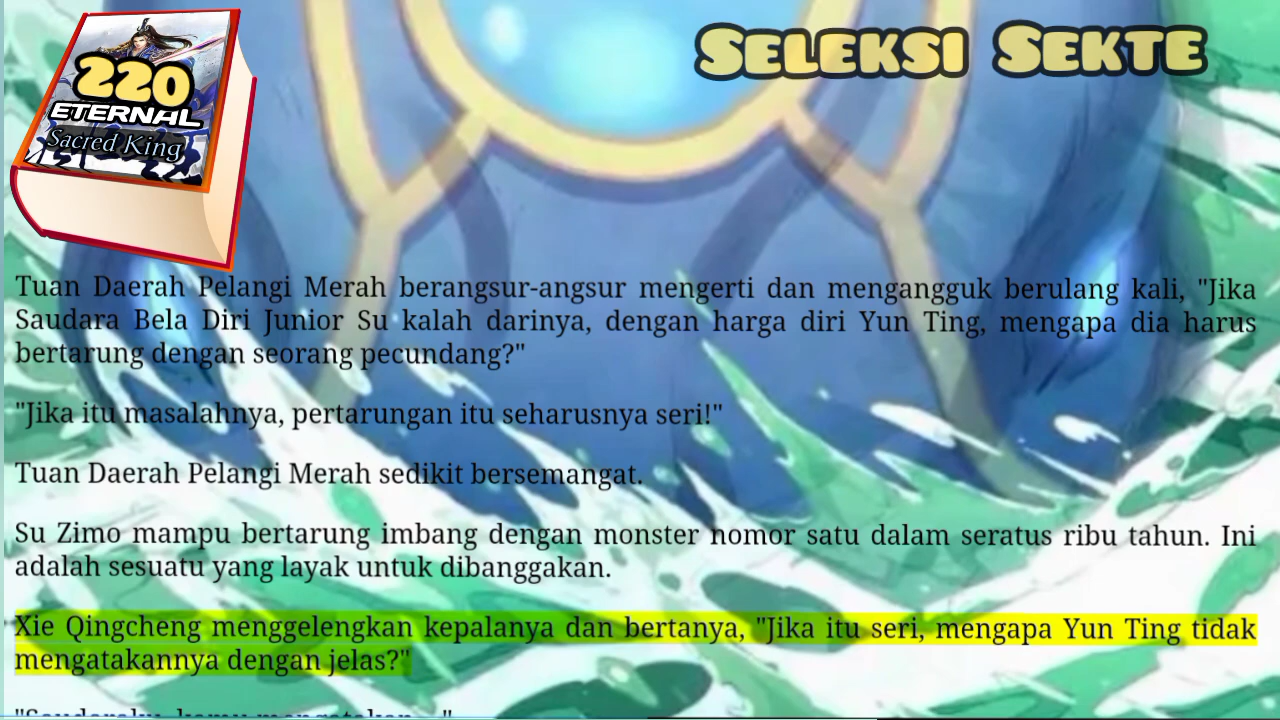 220
ETERNAL
Sacred King
SELEKSI SEKTE
Tuan Daerah Pelangi Merah berangsur-angsur mengerti dan mengangguk berulang kali, "Jika
Saudara Bela Diri Junior Su kalah darinya, dengan harga diri Yun Ting, mengapa dia harus
bertarung dengan seorang pecundang?"
"Jika itu masalahnya, pertarungan itu seharusnya seri!"
Tuan Daerah Pelangi Merah sedikit bersemangat.
Su Zimo mampu bertarung imbang dengan monster nomor satu dalam seratus ribu tahun. Ini
adalah sesuatu yang layak untuk dibanggakan.
Xie Qingcheng menggelengkan kepalanya dan bertanya, "Jika itu seri, mengapa Yun Ting tidak
mengatakannya dengan jelas?"